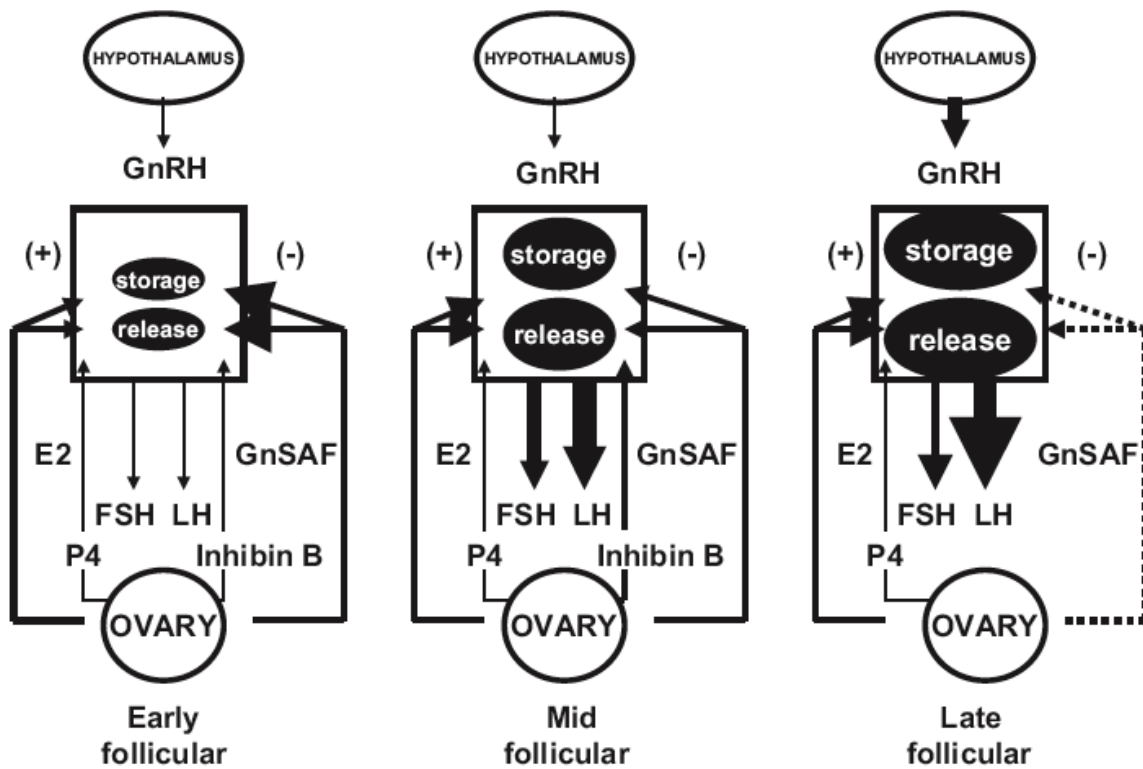 HYPOTHALAMUS
GnRH
(+)
(-)
storage
release
E2
GnSAF
FSH LH
P4
Inhibin B
OVARY
Early
follicular
HYPOTHALAMUS
GnRH
(+)
(-)
storage
release
E2
GnSAF
FSH LH
P4
Inhibin B
OVARY
Mid
follicular
HYPOTHALAMUS
GnRH
(+)
(-)
storage
release
E2
GnSAF
FSH LH
P4
OVARY
Late
follicular